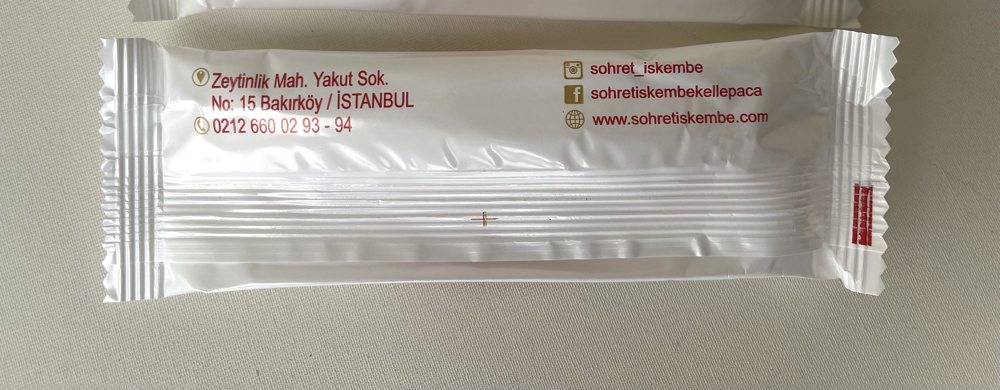 Zeytinlik Mah. Yakut Sok.
No: 15 Bakırköy / İSTANBUL
0212 660 02 93 - 94
sohret_iskembe
sohretiskembekellepaca
www.sohretiskembe.com